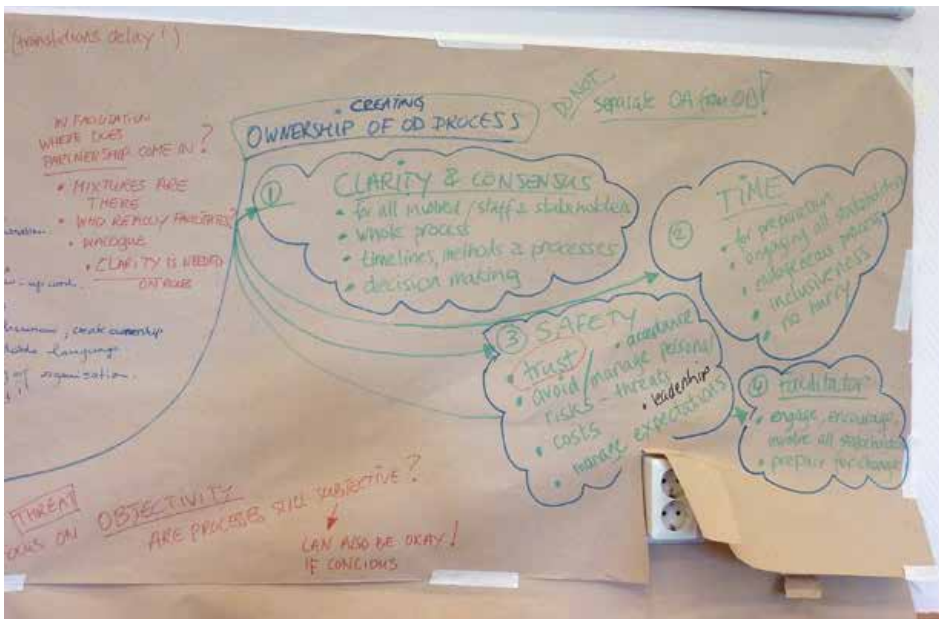 (translations delay!)
IN FACILITATION
WHERE DOES
PARTNERSHIP COME IN?
• MIXTURES ARE
THERE
• WHO REALLY FACILITATES?
• DIALOGUE
• CLARITY IS NEEDED
ON ROLES
create ownership
language
organisation.
• CREATING
OWNERSHIP OF OD PROCESS
DO NOT
separate OA from OD!
① CLARITY & CONSENSUS
• for all involved/staff & stakeholders
• whole process
• timelines, methods & processes
• decision making
② TIME
• for preparation
• engaging all stakeholders
• endogenous process
• inclusiveness
• no hurry
③ SAFETY
• trust
• acceptance
• avoid/manage personal
risks - threats
• leadership
• costs
• manage expectations
④ Facilitator
• engage, encourage,
involve all stakeholders
• prepare for change
THREAT
FOCUS ON OBJECTIVITY
ARE PROCESSES STILL SUBJECTIVE?
CAN ALSO BE OKAY!
IF CONCIOUS